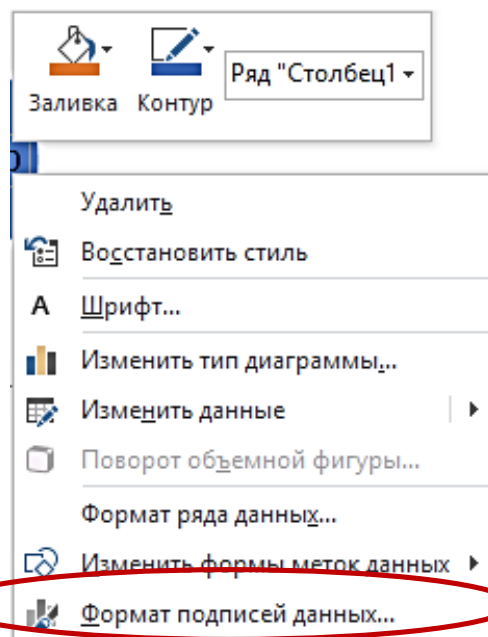 Ряд "Столбец1
Заливка Контур
Удалить
Восстановить стиль
Шрифт...
Изменить тип диаграммы...
Изменить данные
Поворот объемной фигуры...
Формат ряда данных...
Изменить формы меток данных
Формат подписей данных...